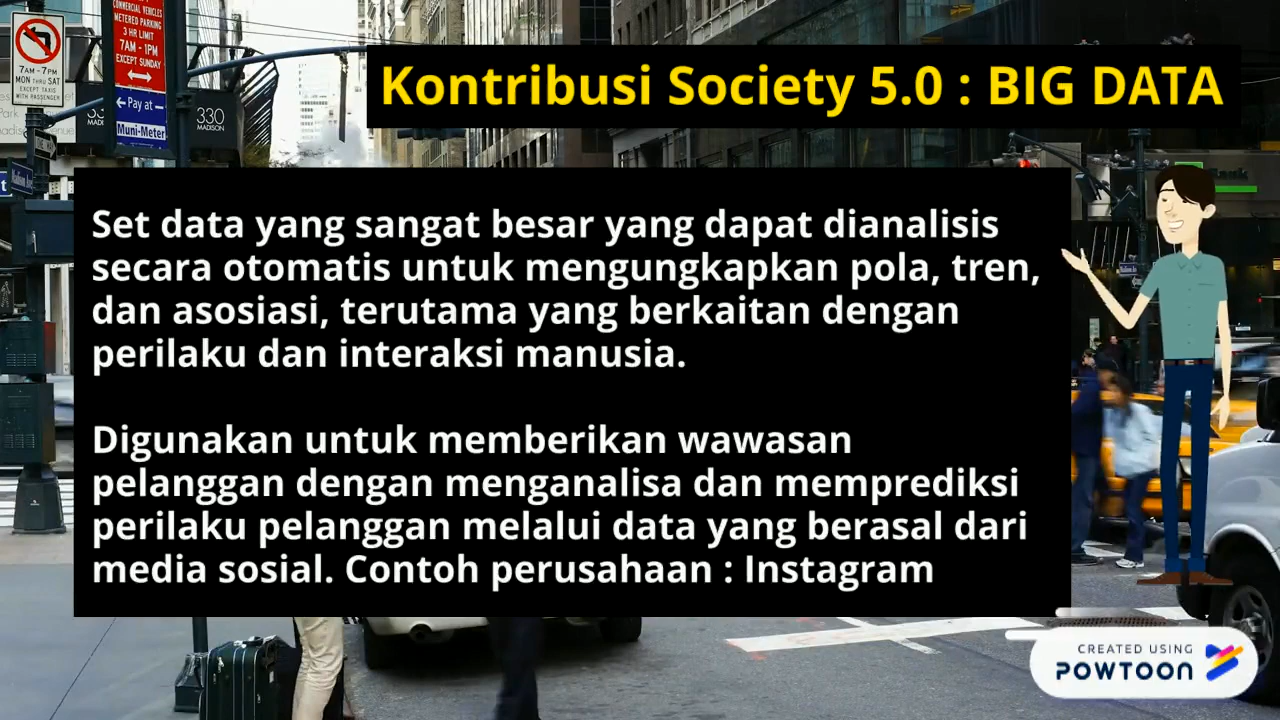 COMMERCIAL VEHICLES
METERED PARKING
3 HR LIMIT
7AM - 1PM
EXCEPT SUNDAY
Pay at
Muni-Meter
7AM - 7PM
MON THRU SAT
330
MADISON
Kontribusi Society 5.0 : BIG DATA
Set data yang sangat besar yang dapat dianalisis
secara otomatis untuk mengungkapkan pola, tren,
dan asosiasi, terutama yang berkaitan dengan
perilaku dan interaksi manusia.
Digunakan untuk memberikan wawasan
pelanggan dengan menganalisa dan memprediksi
perilaku pelanggan melalui data yang berasal dari
media sosial. Contoh perusahaan : Instagram
CREATED USING
POWTOON